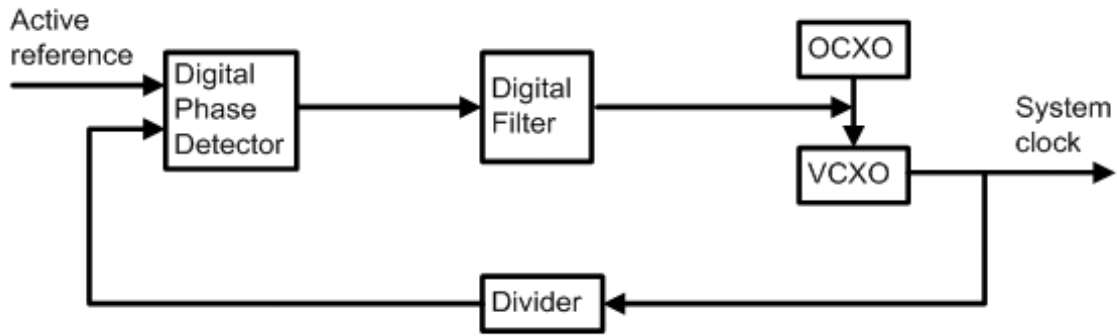 Active
reference
Digital
Phase
Detector
Digital
Filter
OCXO
VCXO
System
clock
Divider